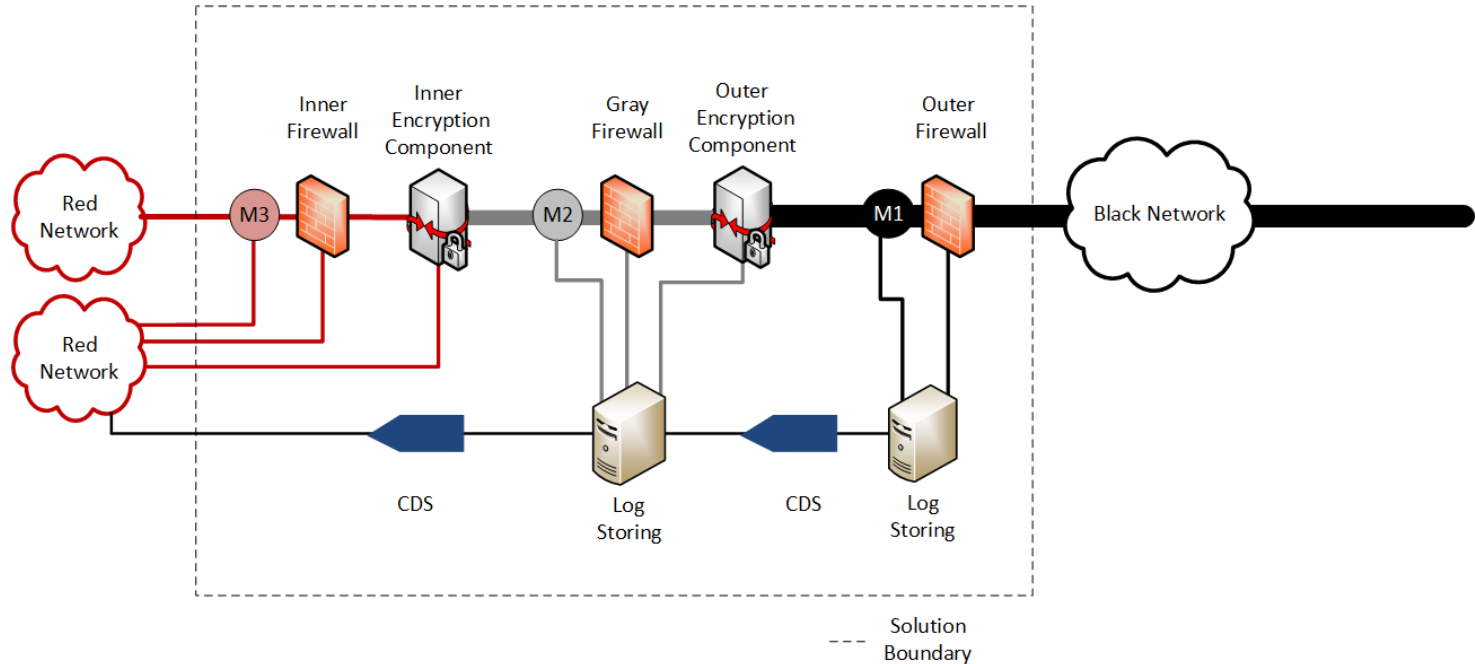 Inner
Firewall
Inner
Encryption
Component
Gray
Firewall
Outer
Encryption
Component
Outer
Firewall
Red
Network
M3
M2
M1
Black Network
Red
Network
CDS
Log
Storing
CDS
Log
Storing
Solution
Boundary